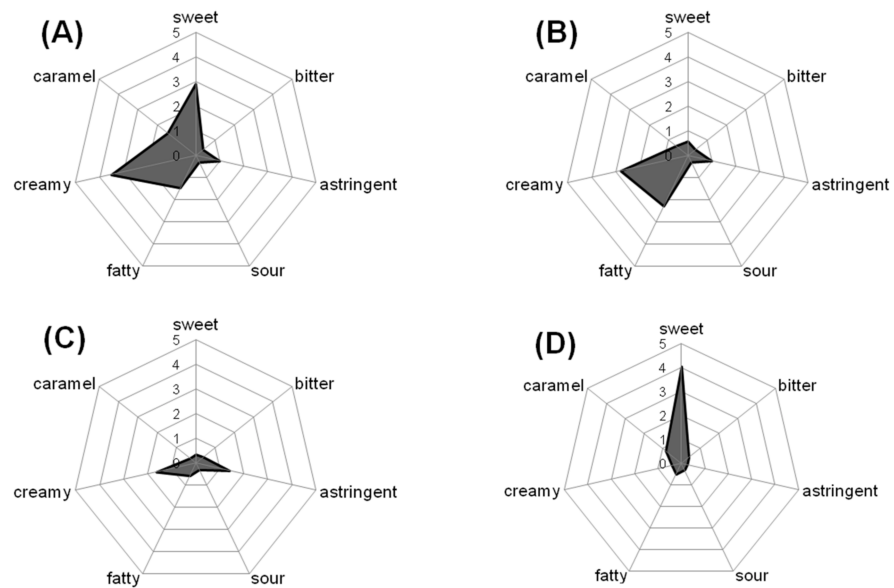 (A)
sweet
5
4
3
2
1
0
caramel
bitter
creamy
astringent
fatty
sour
(B)
sweet
5
4
3
2
1
0
caramel
bitter
creamy
astringent
fatty
sour
(C)
sweet
5
4
3
2
1
0
caramel
bitter
creamy
astringent
fatty
sour
(D)
sweet
5
4
3
2
1
0
caramel
bitter
creamy
astringent
fatty
sour